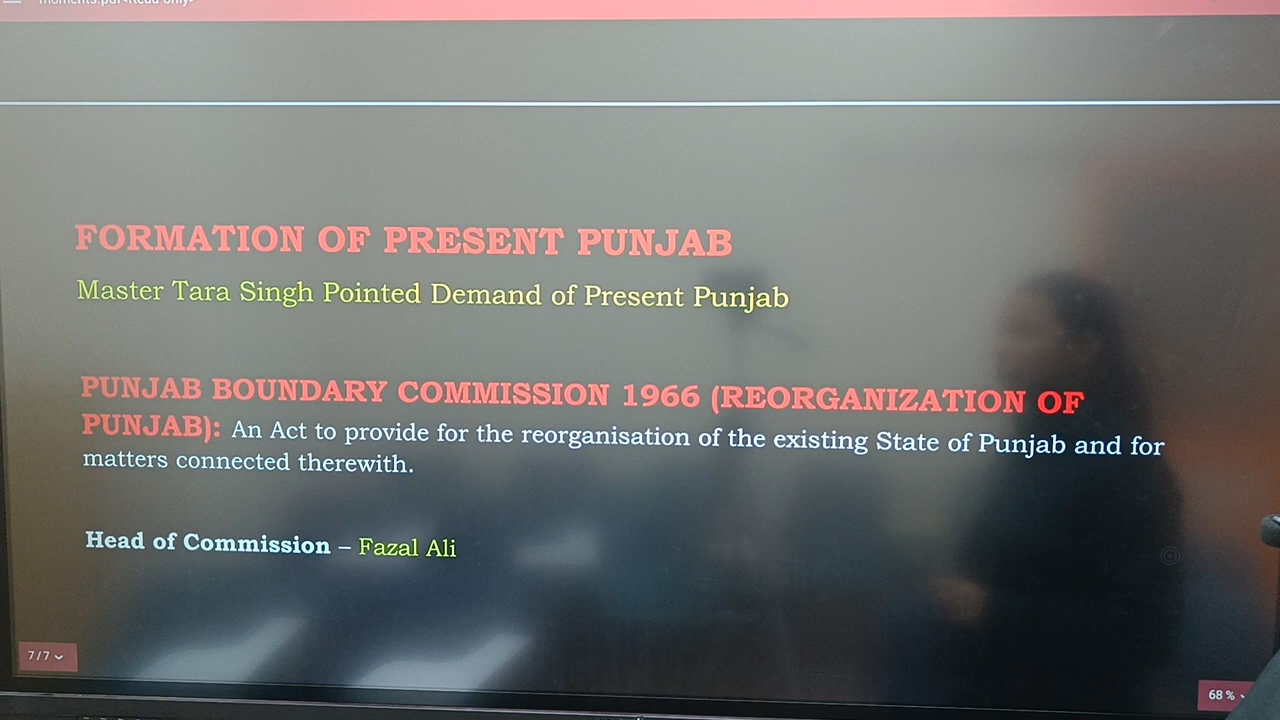 FORMATION OF PRESENT PUNJAB
Master Tara Singh Pointed Demand of Present Punjab
PUNJAB BOUNDARY COMMISSION 1966 (REORGANIZATION OF
PUNJAB): An Act to provide for the reorganisation of the existing State of Punjab and for
matters connected therewith.
Head of Commission – Fazal Ali
7/7
68 %